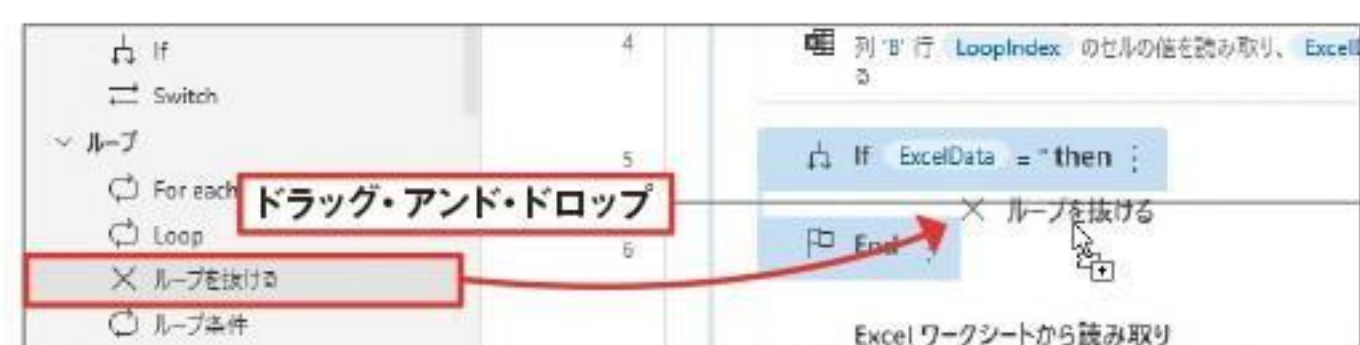 If
Switch
ループ
For each
Loop
ループを抜ける
ループ条件
ドラッグ・アンド・ドロップ
4
列 'B' 行 LoopIndex のセルの値を読み取り、 Excel
る
5
If ExcelData = '' then
ループを抜ける
6
End
Excel ワークシートから読み取り